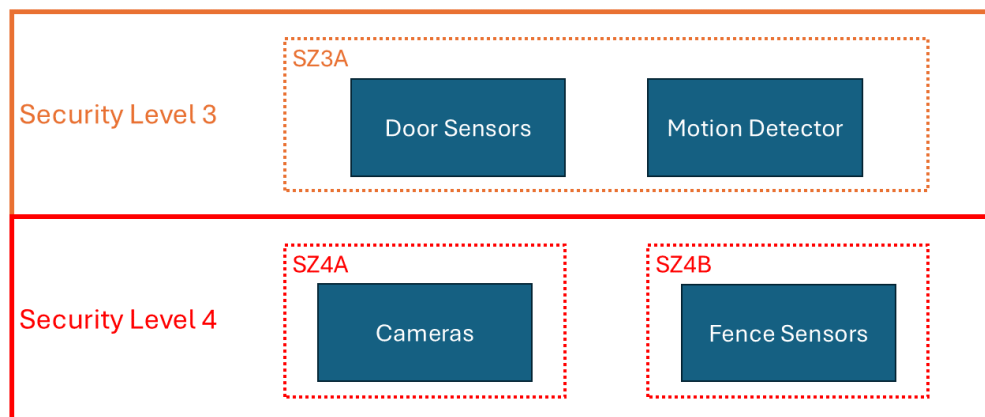 SZ3A
Security Level 3
Door Sensors
Motion Detector
SZ4A
SZ4B
Security Level 4
Cameras
Fence Sensors